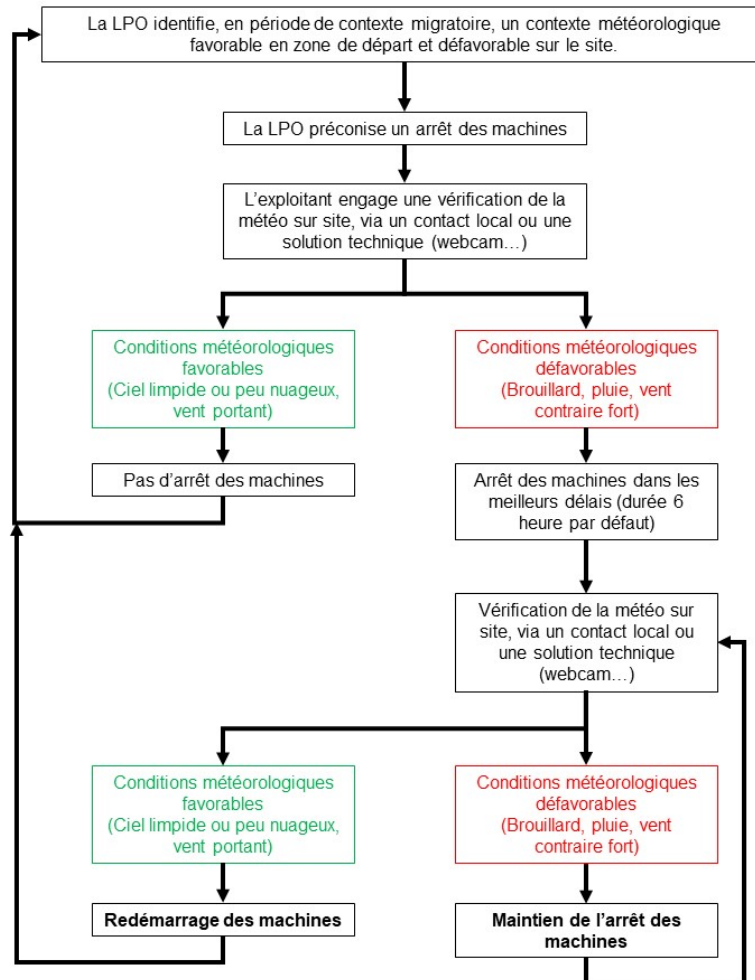 La LPO identifie, en période de contexte migratoire, un contexte météorologique
favorable en zone de départ et défavorable sur le site.
La LPO préconise un arrêt des machines
L'exploitant engage une vérification de la
météo sur site, via un contact local ou une
solution technique (webcam…)
Conditions météorologiques
favorables
(Ciel limpide ou peu nuageux,
vent portant)
Conditions météorologiques
défavorables
(Brouillard, pluie, vent
contraire fort)
Pas d'arrêt des machines
Arrêt des machines dans les
meilleurs délais (durée 6
heure par défaut)
Vérification de la météo sur
site, via un contact local ou
une solution technique
(webcam…)
Conditions météorologiques
favorables
(Ciel limpide ou peu nuageux,
vent portant)
Conditions météorologiques
défavorables
(Brouillard, pluie, vent
contraire fort)
Redémarrage des machines
Maintien de l'arrêt des
machines